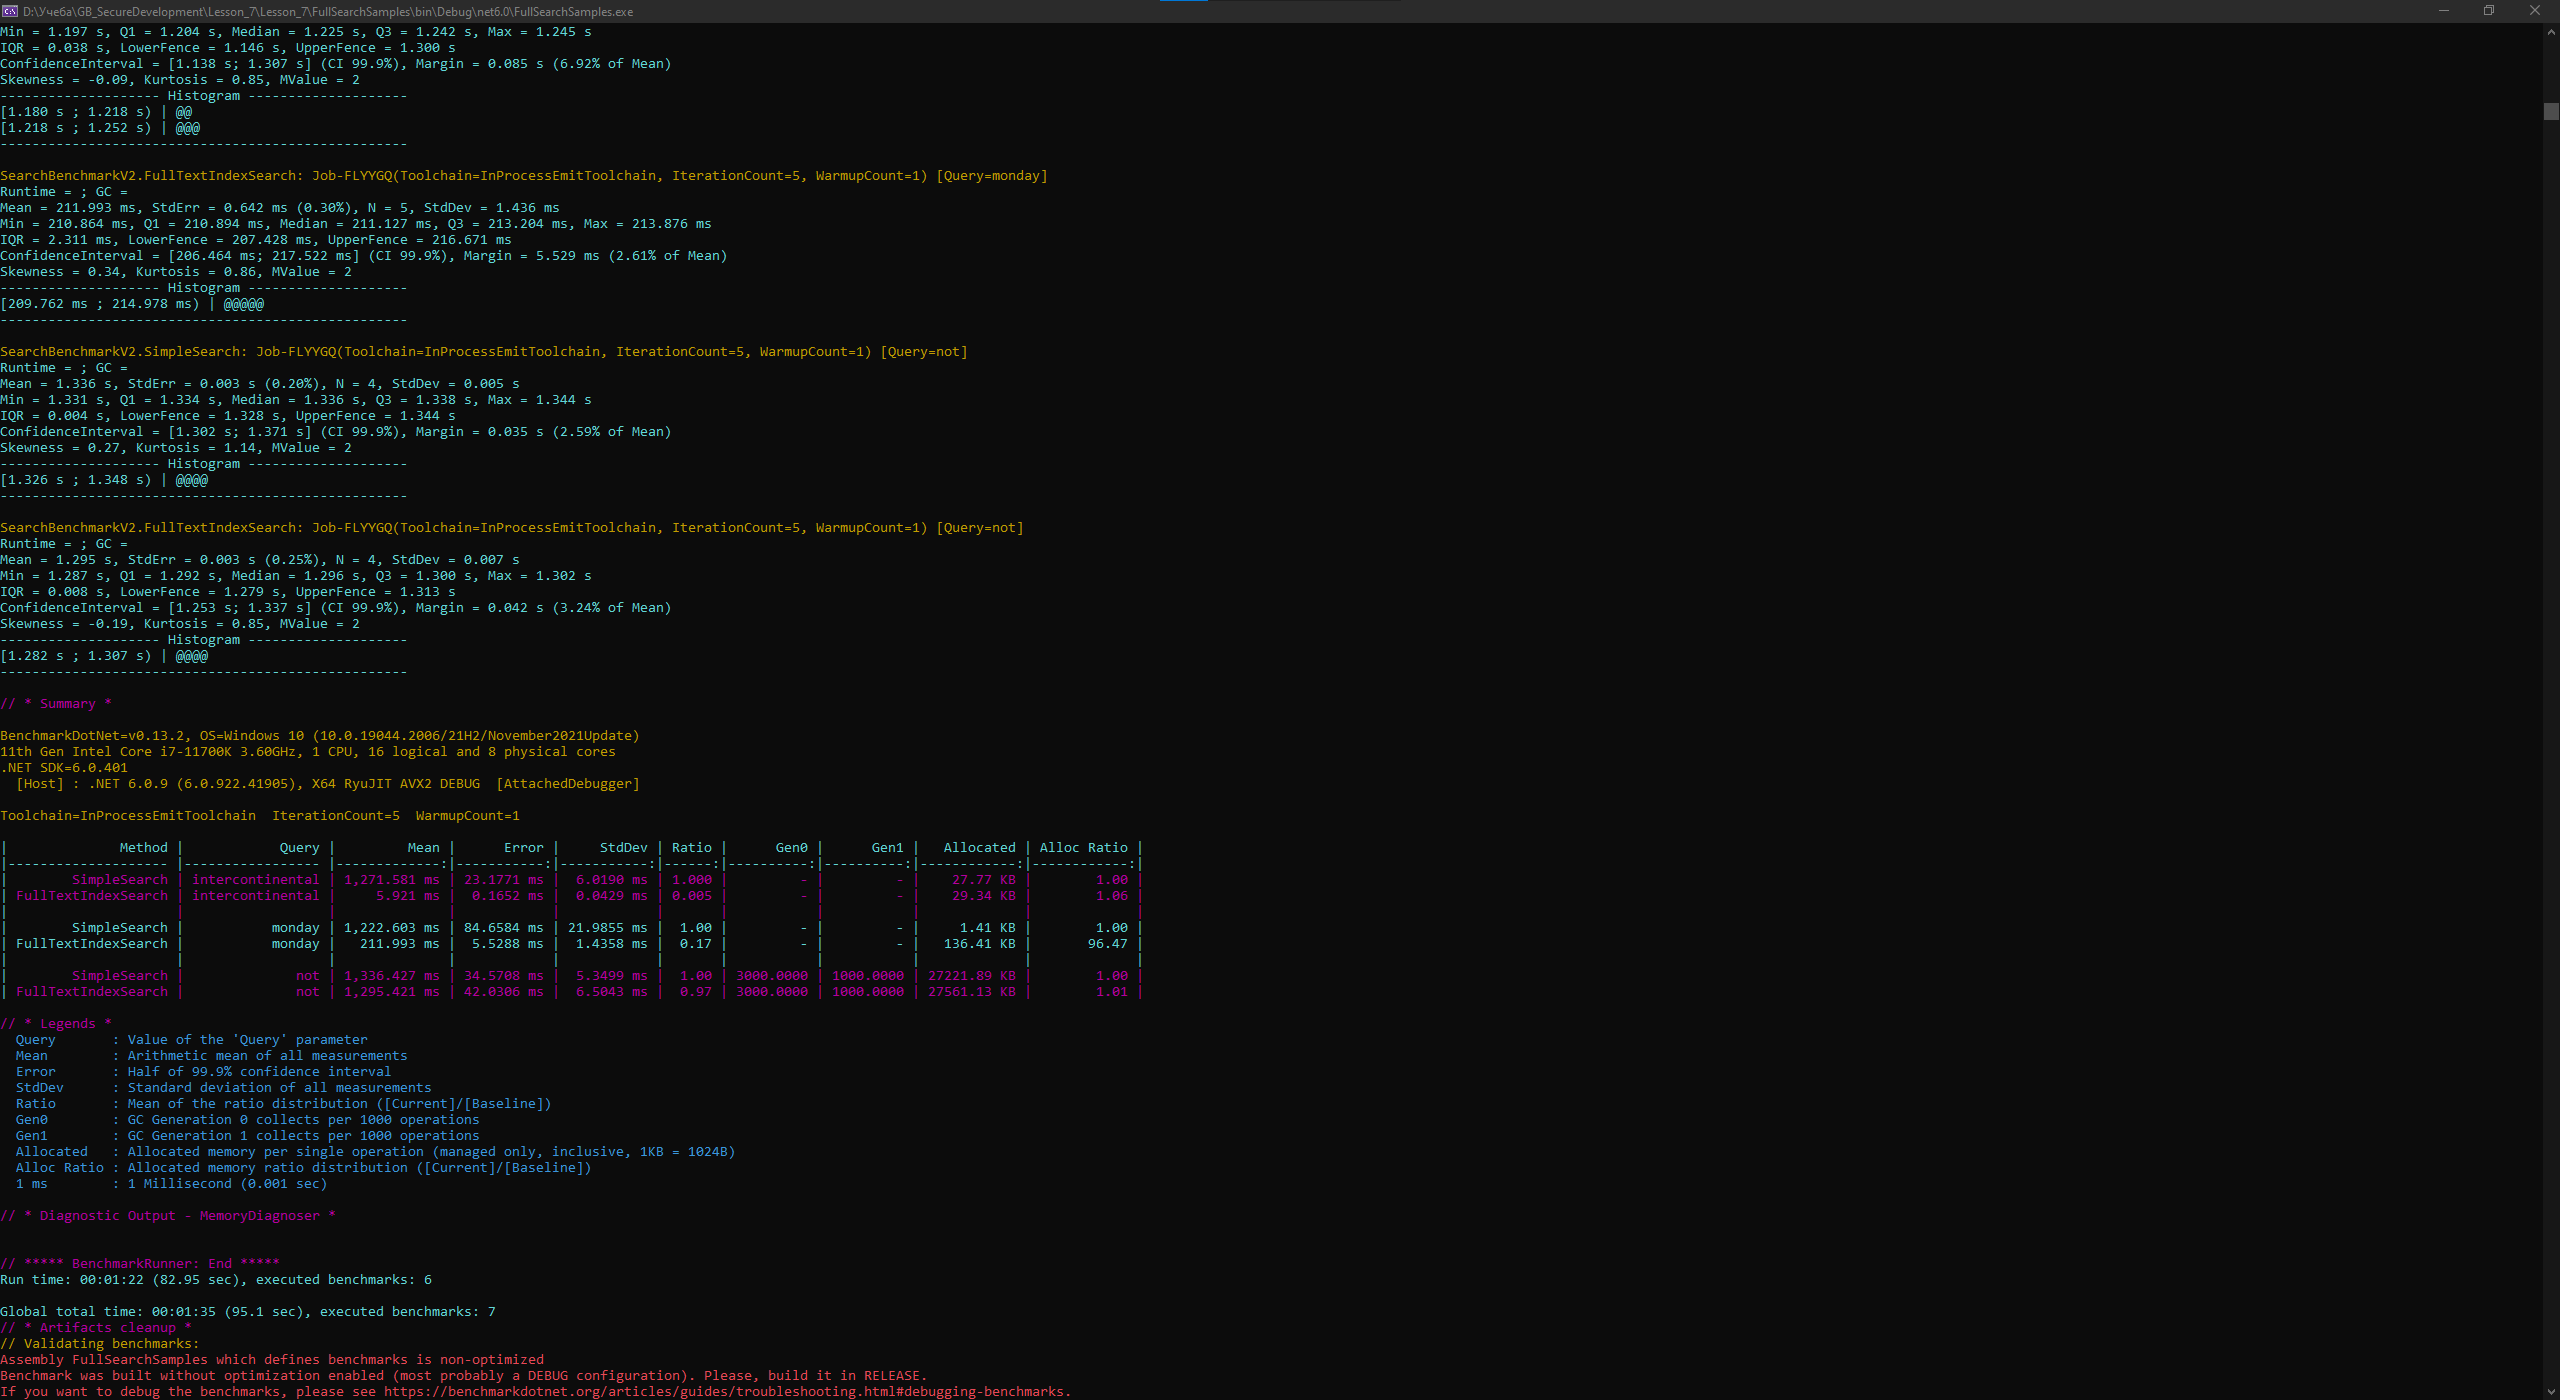 D:\Учеба\GB_SecureDevelopment\Lesson_7\Lesson_7\FullSearchSamples\bin\Debug\net6.0\FullSearchSamples.exe
Min = 1.197 s, Q1 = 1.204 s, Median = 1.225 s, Q3 = 1.242 s, Max = 1.245 s
IQR = 0.038 s, LowerFence = 1.146 s, UpperFence = 1.300 s
ConfidenceInterval = [1.138 s; 1.307 s] (CI 99.9%), Margin = 0.085 s (6.92% of Mean)
Skewness = -0.09, Kurtosis = 0.85, MValue = 2
-------------------- Histogram --------------------
[1.180 s ; 1.218 s) | @@
[1.218 s ; 1.252 s) | @@@
---------------------------------------------------
SearchBenchmarkV2.FullTextIndexSearch: Job-FLYYGQ(Toolchain=InProcessEmitToolchain, IterationCount=5, WarmupCount=1) [Query=monday]
Runtime = ; GC =
Mean = 211.993 ms, StdErr = 0.642 ms (0.30%), N = 5, StdDev = 1.436 ms
Min = 210.864 ms, Q1 = 210.894 ms, Median = 211.127 ms, Q3 = 213.204 ms, Max = 213.876 ms
IQR = 2.311 ms, LowerFence = 207.428 ms, UpperFence = 216.671 ms
ConfidenceInterval = [206.464 ms; 217.522 ms] (CI 99.9%), Margin = 5.529 ms (2.61% of Mean)
Skewness = 0.34, Kurtosis = 0.86, MValue = 2
-------------------- Histogram --------------------
[209.762 ms ; 214.978 ms) | @@@@@
---------------------------------------------------
SearchBenchmarkV2.SimpleSearch: Job-FLYYGQ(Toolchain=InProcessEmitToolchain, IterationCount=5, WarmupCount=1) [Query=not]
Runtime = ; GC =
Mean = 1.336 s, StdErr = 0.003 s (0.20%), N = 4, StdDev = 0.005 s
Min = 1.331 s, Q1 = 1.334 s, Median = 1.336 s, Q3 = 1.338 s, Max = 1.344 s
IQR = 0.004 s, LowerFence = 1.328 s, UpperFence = 1.344 s
ConfidenceInterval = [1.302 s; 1.371 s] (CI 99.9%), Margin = 0.035 s (2.59% of Mean)
Skewness = 0.27, Kurtosis = 1.14, MValue = 2
-------------------- Histogram --------------------
[1.326 s ; 1.348 s) | @@@@
---------------------------------------------------
SearchBenchmarkV2.FullTextIndexSearch: Job-FLYYGQ(Toolchain=InProcessEmitToolchain, IterationCount=5, WarmupCount=1) [Query=not]
Runtime = ; GC =
Mean = 1.295 s, StdErr = 0.003 s (0.25%), N = 4, StdDev = 0.007 s
Min = 1.287 s, Q1 = 1.292 s, Median = 1.296 s, Q3 = 1.300 s, Max = 1.302 s
IQR = 0.008 s, LowerFence = 1.279 s, UpperFence = 1.313 s
ConfidenceInterval = [1.253 s; 1.337 s] (CI 99.9%), Margin = 0.042 s (3.24% of Mean)
Skewness = -0.19, Kurtosis = 0.85, MValue = 2
-------------------- Histogram --------------------
[1.282 s ; 1.307 s) | @@@@
---------------------------------------------------
// * Summary *
BenchmarkDotNet=v0.13.2, OS=Windows 10 (10.0.19044.2006/21H2/November2021Update)
11th Gen Intel Core i7-11700K 3.60GHz, 1 CPU, 16 logical and 8 physical cores
.NET SDK=6.0.401
[Host] : .NET 6.0.9 (6.0.922.41905), X64 RyuJIT AVX2 DEBUG [AttachedDebugger]
Toolchain=InProcessEmitToolchain IterationCount=5 WarmupCount=1
| Method | Query | Mean | Error | StdDev | Ratio | Gen0 | Gen1 | Allocated | Alloc Ratio |
|-------------------- |----------------- |-------------:|-----------:|-----------:|------:|----------:|----------:|------------:|------------:|
| SimpleSearch | intercontinental | 1,271.581 ms | 23.1771 ms | 6.0190 ms | 1.000 | - | - | 27.77 KB | 1.00 |
| FullTextIndexSearch | intercontinental | 5.921 ms | 0.1652 ms | 0.0429 ms | 0.005 | - | - | 29.34 KB | 1.06 |
| | | | | | | | | | |
| SimpleSearch | monday | 1,222.603 ms | 84.6584 ms | 21.9855 ms | 1.00 | - | - | 1.41 KB | 1.00 |
| FullTextIndexSearch | monday | 211.993 ms | 5.5288 ms | 1.4358 ms | 0.17 | - | - | 136.41 KB | 96.47 |
| | | | | | | | | | |
| SimpleSearch | not | 1,336.427 ms | 34.5708 ms | 5.3499 ms | 1.00 | 3000.0000 | 1000.0000 | 27221.89 KB | 1.00 |
| FullTextIndexSearch | not | 1,295.421 ms | 42.0306 ms | 6.5043 ms | 0.97 | 3000.0000 | 1000.0000 | 27561.13 KB | 1.01 |
// * Legends *
Query : Value of the 'Query' parameter
Mean : Arithmetic mean of all measurements
Error : Half of 99.9% confidence interval
StdDev : Standard deviation of all measurements
Ratio : Mean of the ratio distribution ([Current]/[Baseline])
Gen0 : GC Generation 0 collects per 1000 operations
Gen1 : GC Generation 1 collects per 1000 operations
Allocated : Allocated memory per single operation (managed only, inclusive, 1KB = 1024B)
Alloc Ratio : Allocated memory ratio distribution ([Current]/[Baseline])
1 ms : 1 Millisecond (0.001 sec)
// * Diagnostic Output - MemoryDiagnoser *
// ***** BenchmarkRunner: End *****
Run time: 00:01:22 (82.95 sec), executed benchmarks: 6
Global total time: 00:01:35 (95.1 sec), executed benchmarks: 7
// * Artifacts cleanup *
// Validating benchmarks:
Assembly FullSearchSamples which defines benchmarks is non-optimized
Benchmark was built without optimization enabled (most probably a DEBUG configuration). Please, build it in RELEASE.
If you want to debug the benchmarks, please see https://benchmarkdotnet.org/articles/guides/troubleshooting.html#debugging-benchmarks.